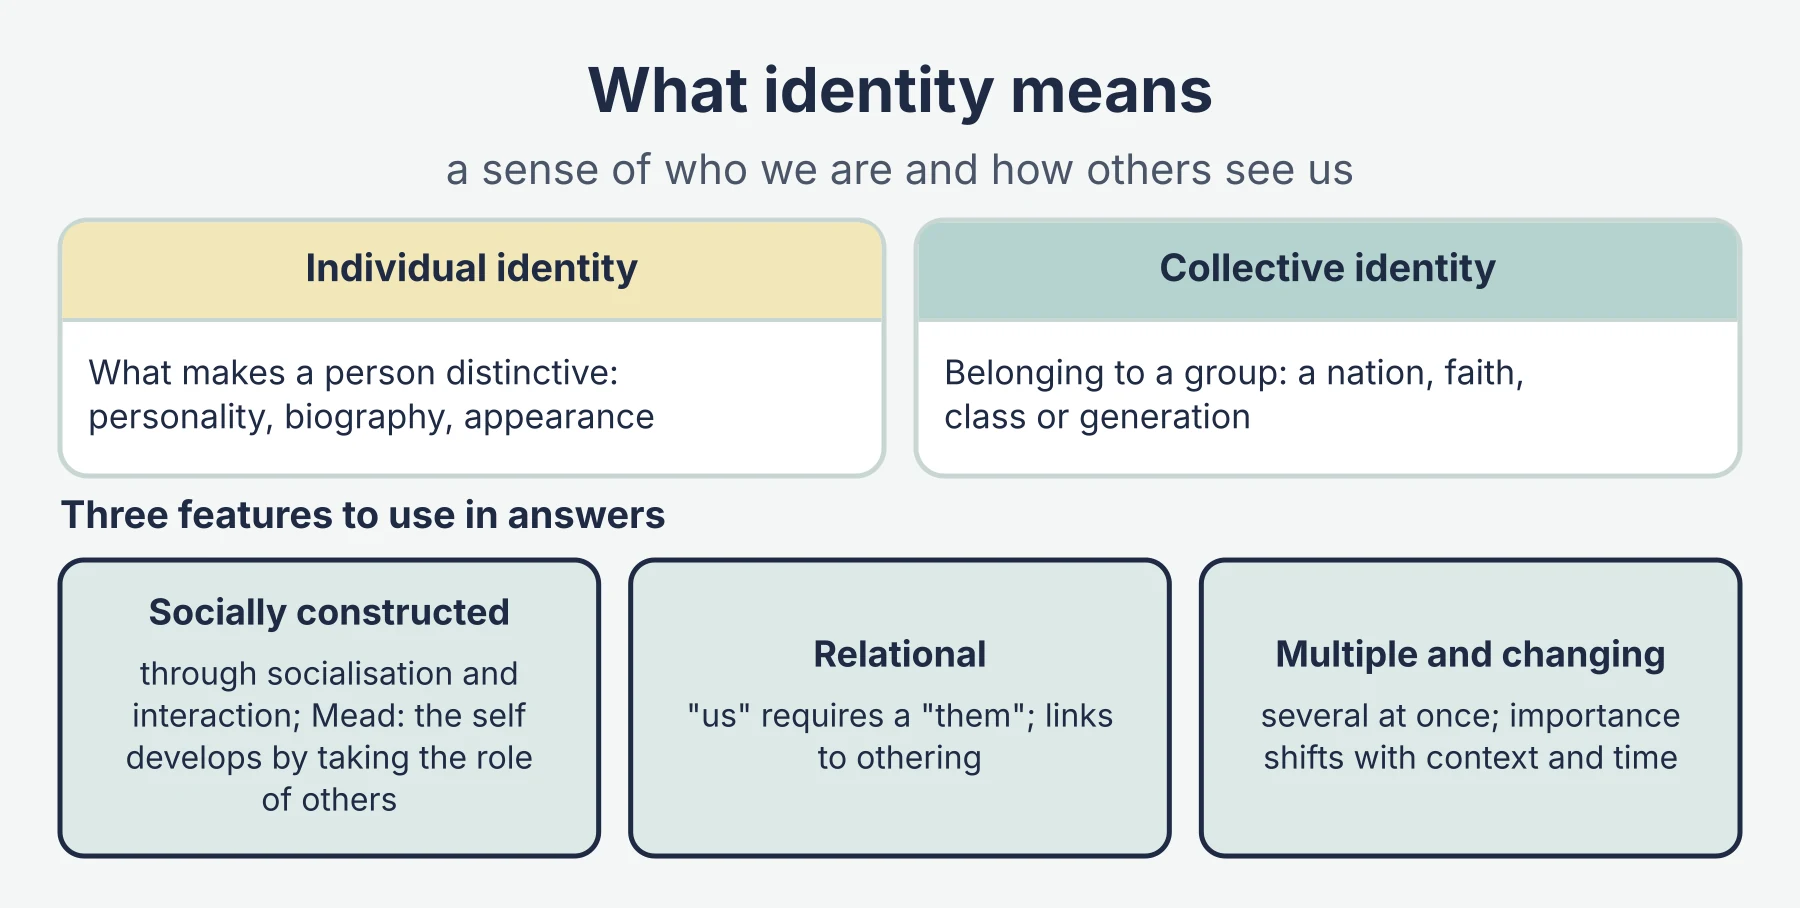 What identity means
a sense of who we are and how others see us
Individual identity
What makes a person distinctive:
personality, biography, appearance
Collective identity
Belonging to a group: a nation, faith,
class or generation
Three features to use in answers
Socially constructed
through socialisation and
interaction; Mead: the self
develops by taking the role
of others
Relational
"us" requires a "them"; links
to othering
Multiple and changing
several at once; importance
shifts with context and time